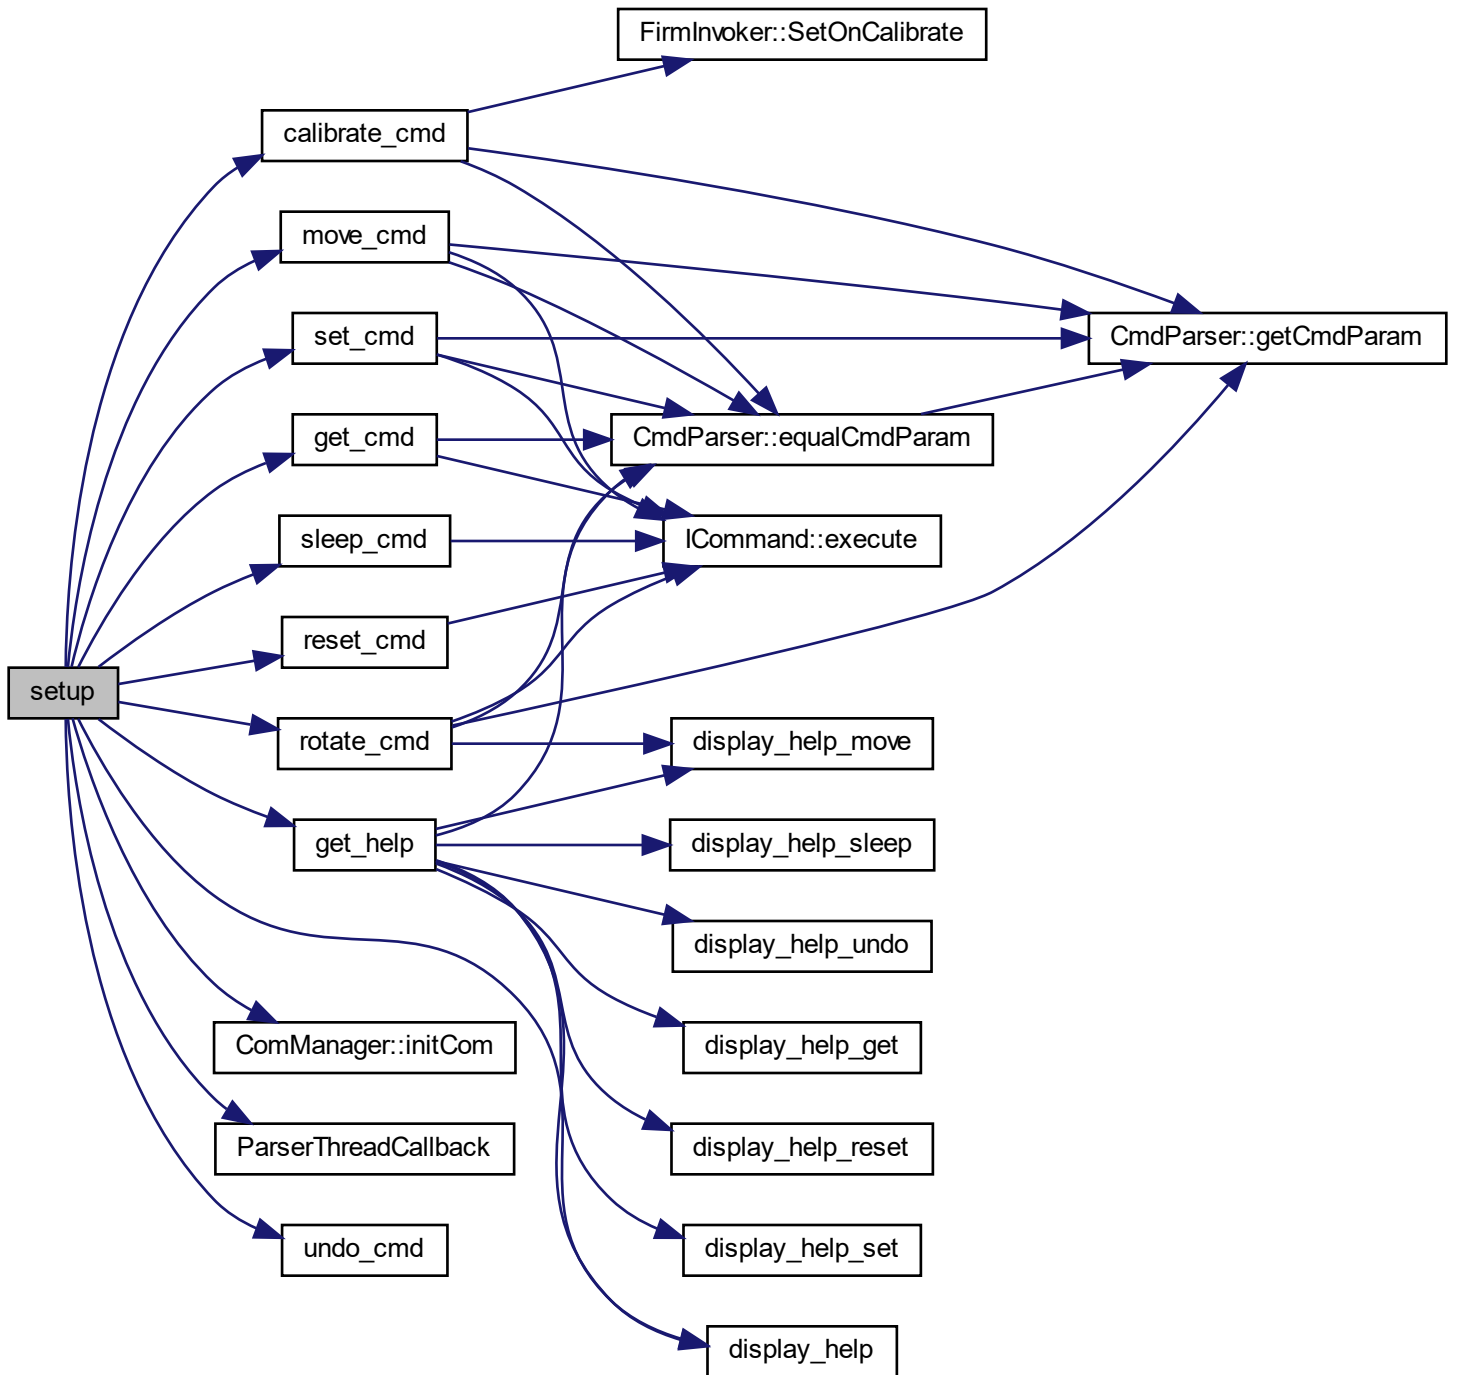 FirmInvoker::SetOnCalibrate
calibrate_cmd
move_cmd
set_cmd
CmdParser::getCmdParam
get_cmd
CmdParser::equalCmdParam
sleep_cmd
ICommand::execute
reset_cmd
setup
rotate_cmd
display_help_move
get_help
display_help_sleep
display_help_undo
ComManager::initCom
display_help_get
ParserThreadCallback
display_help_reset
undo_cmd
display_help_set
display_help